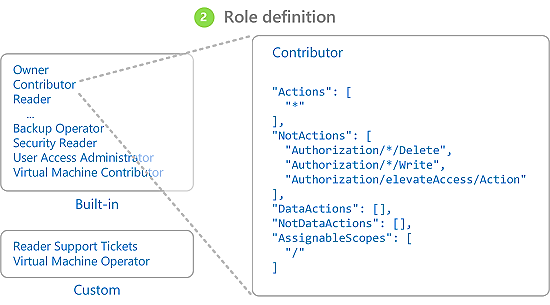 2 Role definition
Owner
Contributor
Reader
...
Backup Operator
Security Reader
User Access Administrator
Virtual Machine Contributor
Built-in
Reader Support Tickets
Virtual Machine Operator
Custom
Contributor
"Actions": [
"*"
],
"NotActions": [
"Authorization/*/Delete",
"Authorization/*/Write",
"Authorization/elevateAccess/Action"
],
"DataActions": [],
"NotDataActions": [],
"AssignableScopes": [
"/"
]